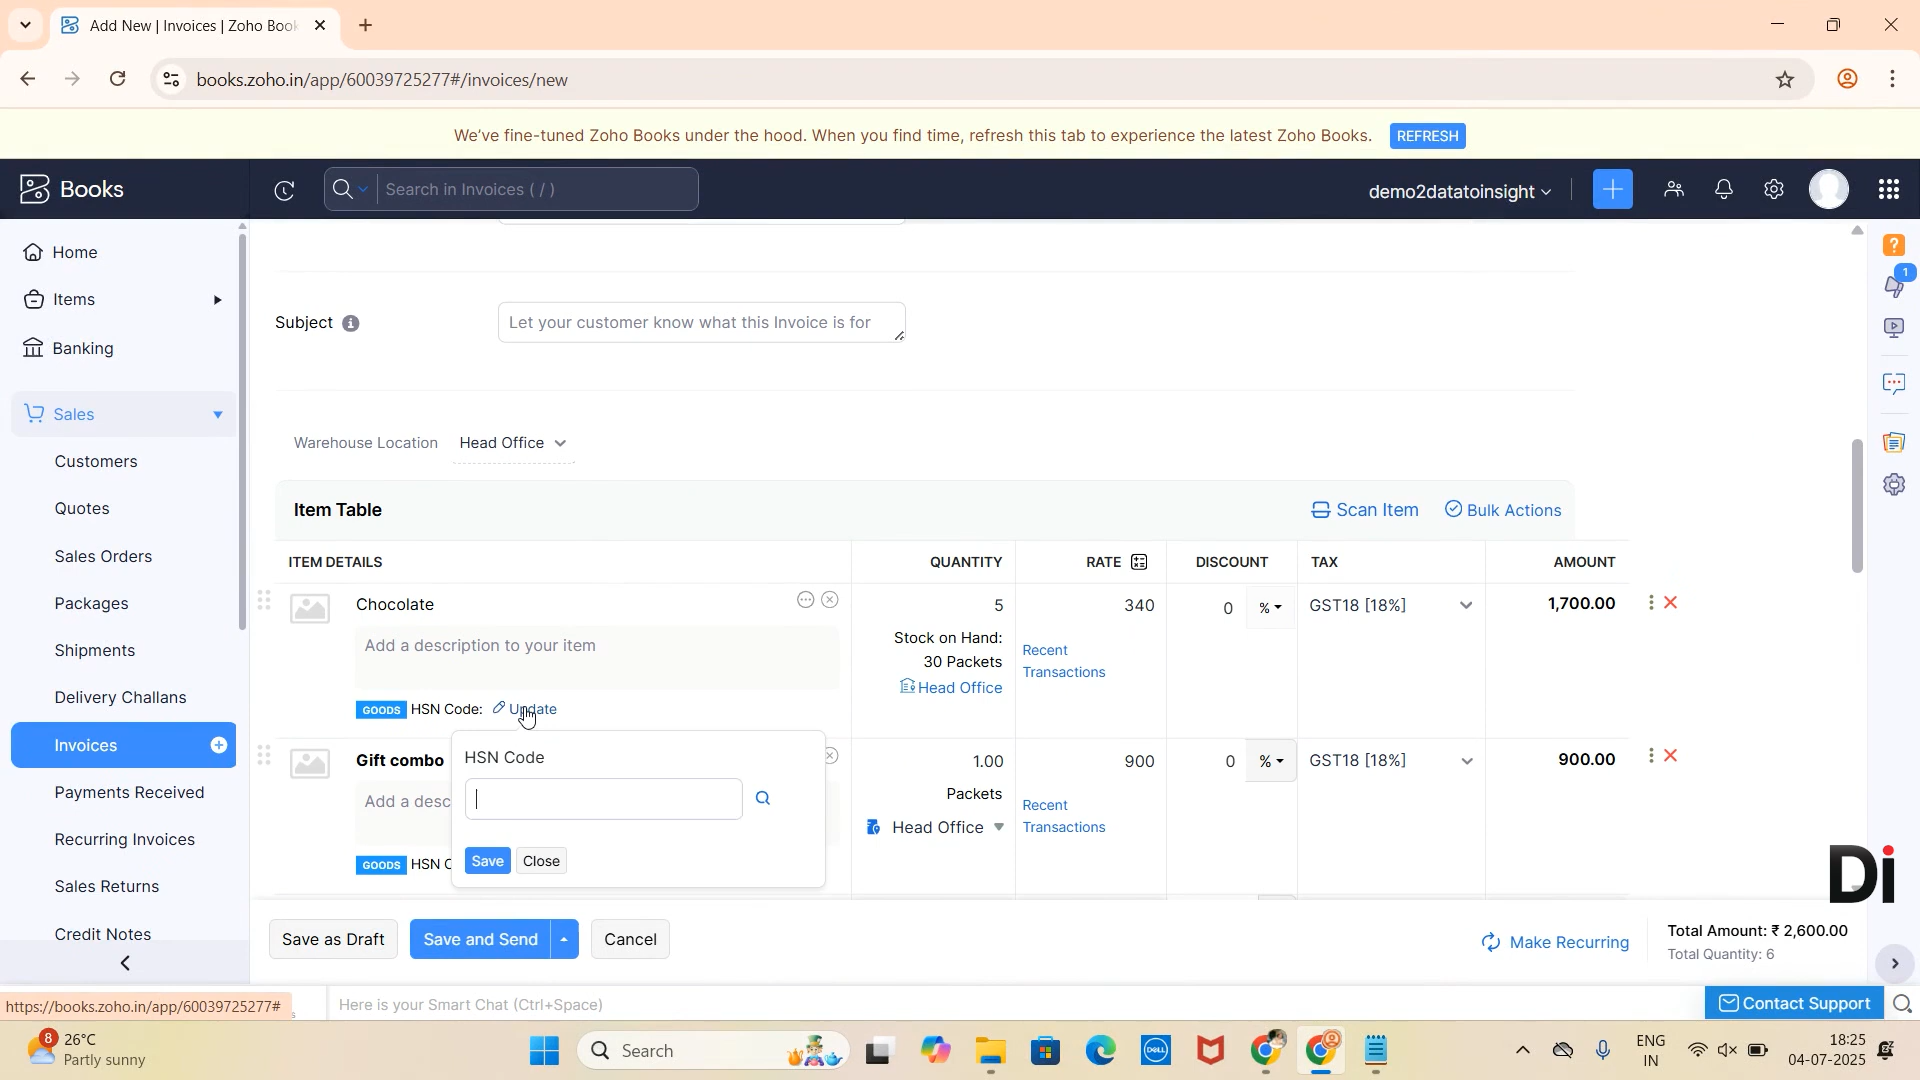 Add New | Invoices | Zoho Boo
books.zoho.in/app/60039725277#/invoices/new
We've fine-tuned Zoho Books under the hood. When you find time, refresh this tab to experience the latest Zoho Books. REFRESH
Books
Search in Invoices ( / )
demo2datatoinsight
Home
Items
Banking
Sales
Customers
Quotes
Sales Orders
Packages
Shipments
Delivery Challans
Invoices
Payments Received
Recurring Invoices
Sales Returns
Credit Notes
1
Subject
Let your customer know what this Invoice is for
Warehouse Location Head Office
Item Table
Scan Item Bulk Actions
ITEM DETAILS QUANTITY RATE DISCOUNT TAX AMOUNT
Chocolate 5 340 0 % GST18 [18%] 1,700.00
Add a description to your item
Stock on Hand:
30 Packets
Head Office
Recent
Transactions
GOODS HSN Code: Update
HSN Code
Save Close
Gift combo 1.00 900 0 % GST18 [18%] 900.00
Add a desc
Packets
Head Office
Recent
Transactions
GOODS HSN C
Save as Draft Save and Send Cancel
Make Recurring
Total Amount: ₹ 2,600.00
Total Quantity: 6
Di
https://books.zoho.in/app/60039725277#
Here is your Smart Chat (Ctrl+Space)
Contact Support
8
26°C
Partly sunny
Search
DELL
ENG
IN
18:25
04-07-2025